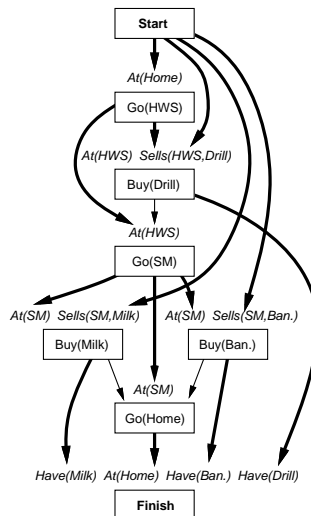 Start
At(Home)
Go(HWS)
At(HWS) Sells(HWS,Drill)
Buy(Drill)
At(HWS)
Go(SM)
At(SM) Sells(SM,Milk) At(SM) Sells(SM,Ban.)
Buy(Milk) Buy(Ban.)
At(SM)
Go(Home)
Have(Milk) At(Home) Have(Ban.) Have(Drill)
Finish